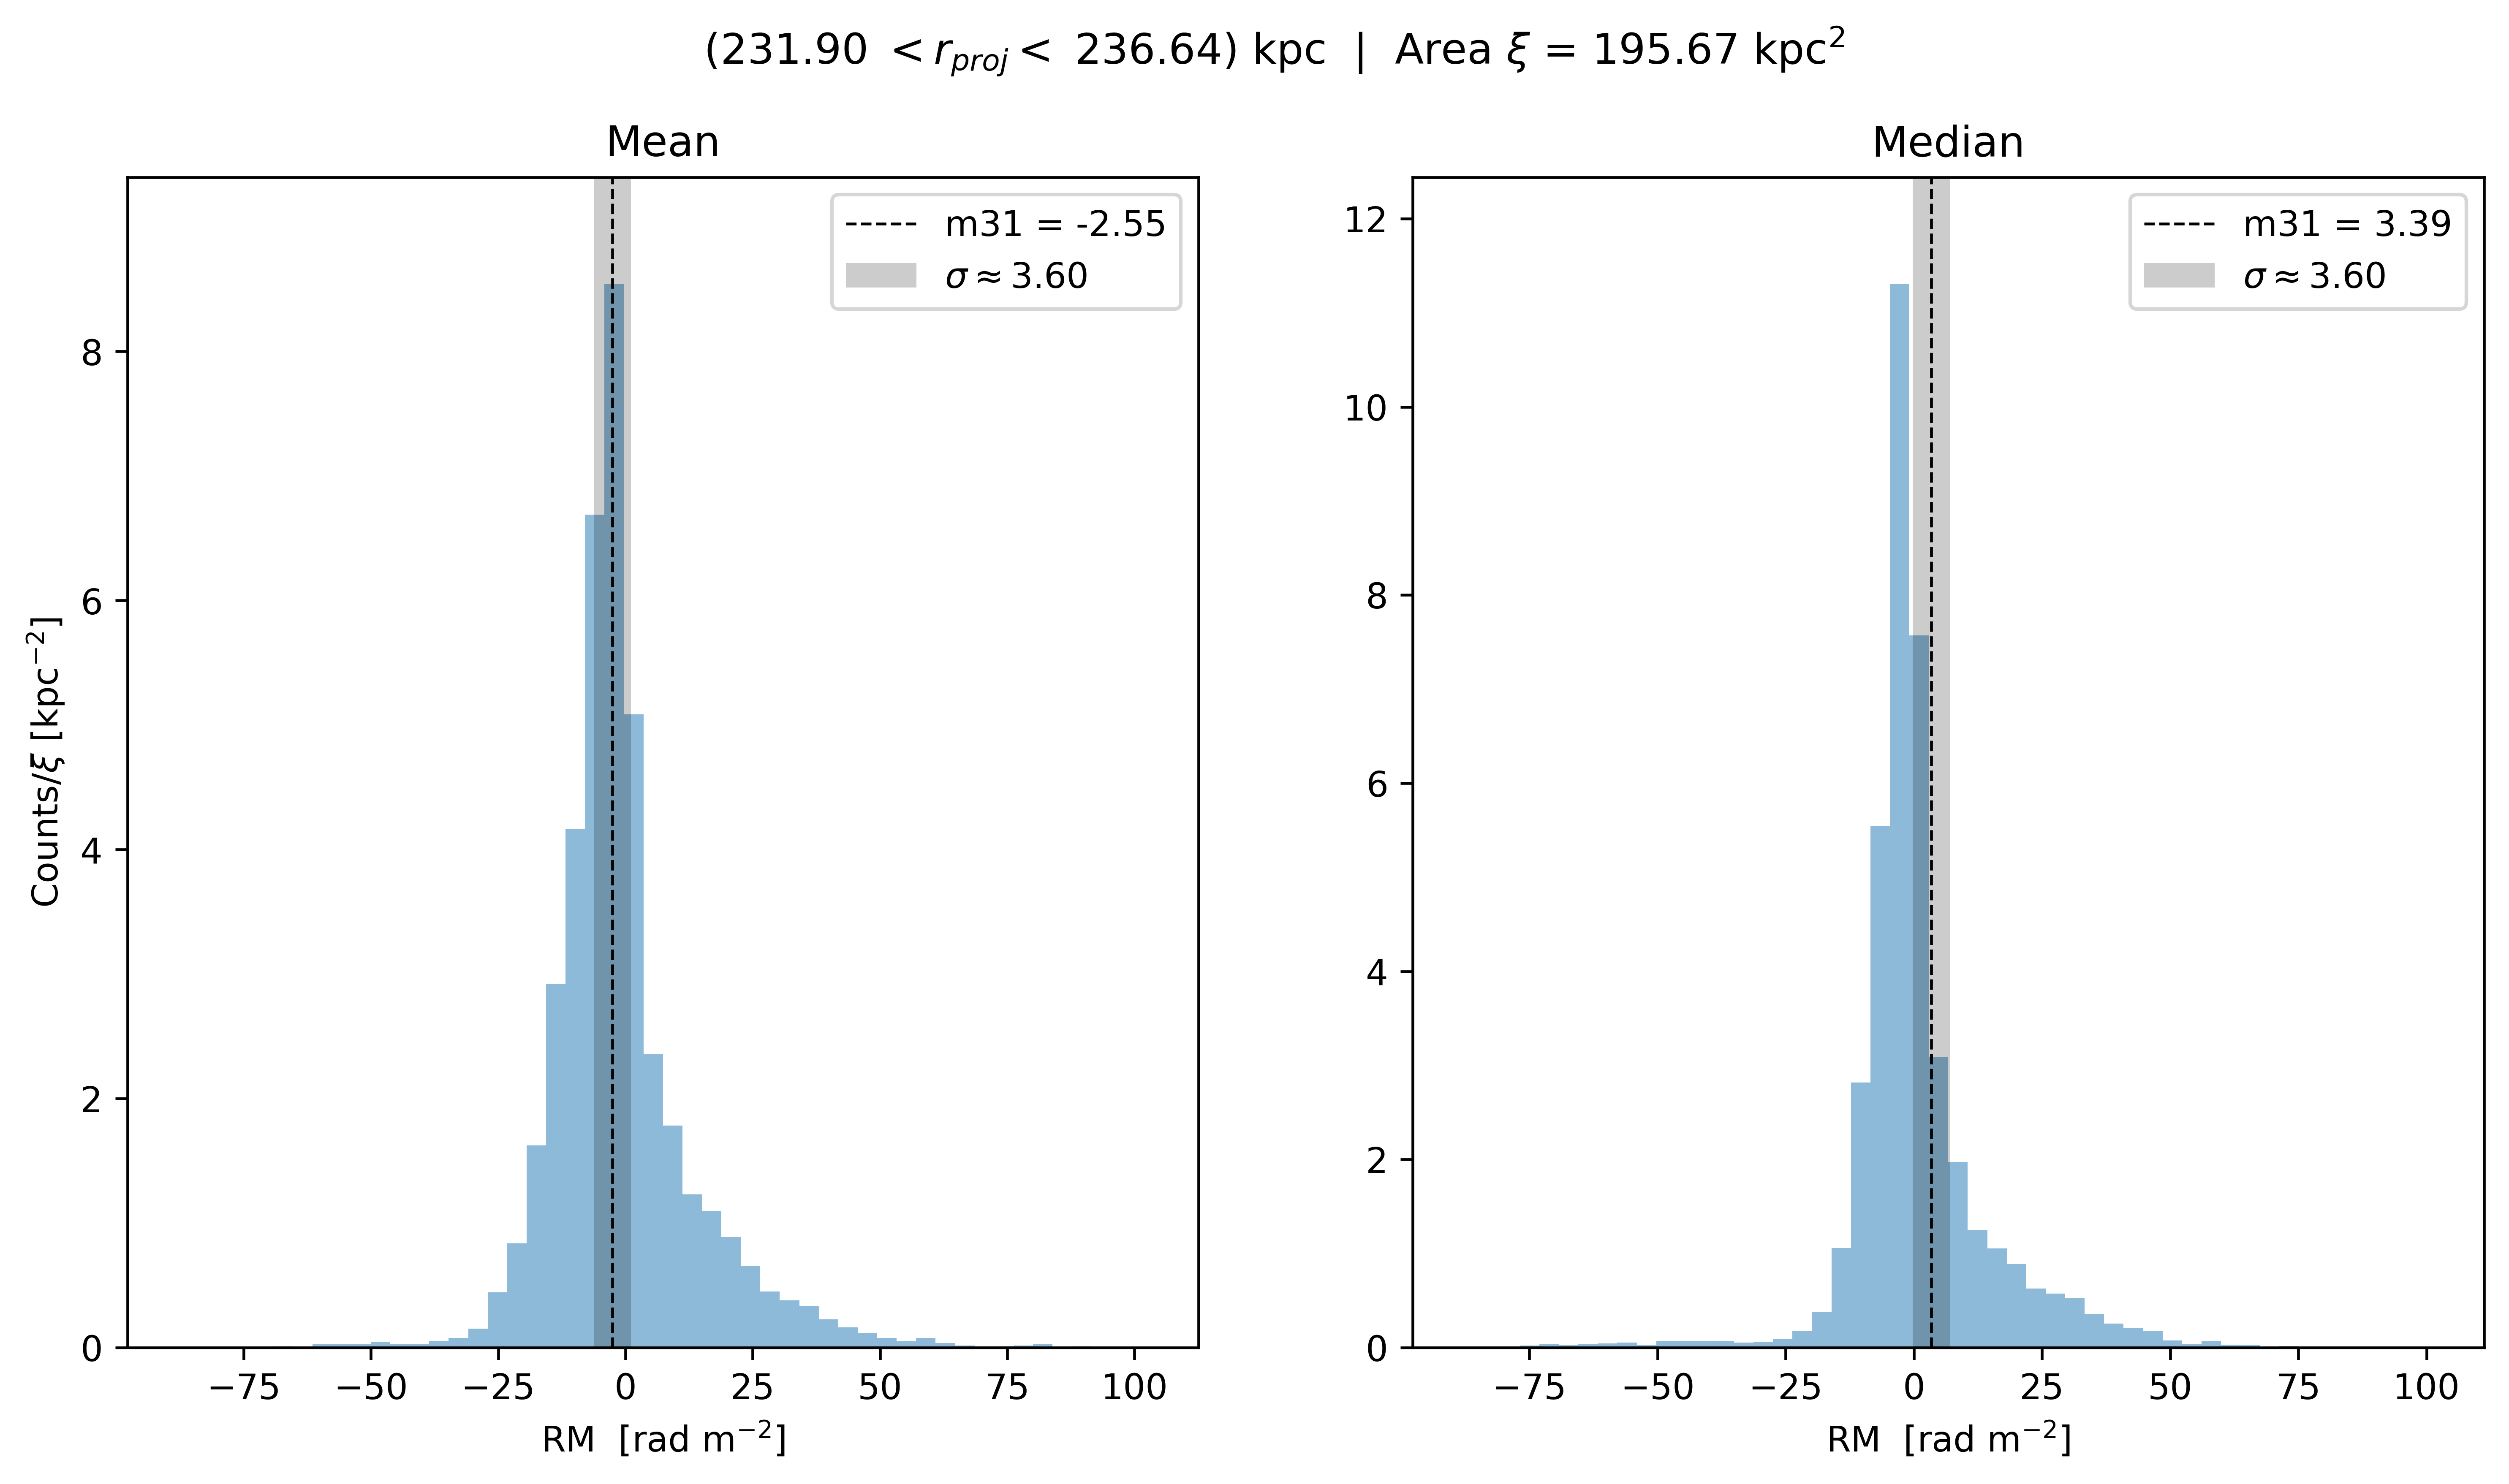 (231.90 < r_proj < 236.64) kpc | Area ξ = 195.67 kpc²
Mean
m31 = -2.55
σ ≈ 3.60
8
6
4
2
0
Counts/ξ [kpc⁻²]
−75 −50 −25 0 25 50 75 100
RM [rad m⁻²]
Median
m31 = 3.39
σ ≈ 3.60
12
10
8
6
4
2
0
−75 −50 −25 0 25 50 75 100
RM [rad m⁻²]